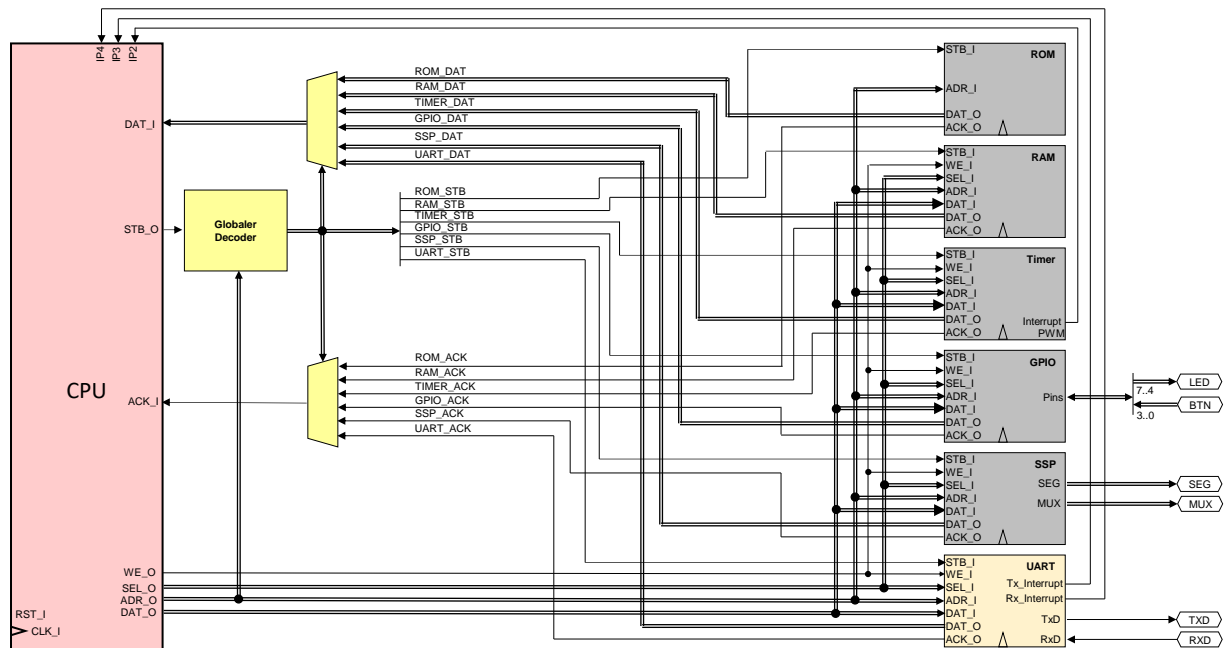 IP4
IP3
IP2
CPU
DAT_I
STB_O
ACK_I
WE_O
SEL_O
ADR_O
DAT_O
RST_I
CLK_I
Globaler
Decoder
ROM_DAT
RAM_DAT
TIMER_DAT
GPIO_DAT
SSP_DAT
UART_DAT
ROM_STB
RAM_STB
TIMER_STB
GPIO_STB
SSP_STB
UART_STB
ROM_ACK
RAM_ACK
TIMER_ACK
GPIO_ACK
SSP_ACK
UART_ACK
ROM
STB_I
ADR_I
DAT_O
ACK_O
RAM
STB_I
WE_I
SEL_I
ADR_I
DAT_I
DAT_O
ACK_O
Timer
STB_I
WE_I
SEL_I
ADR_I
DAT_I
DAT_O
ACK_O
Interrupt
PWM
GPIO
STB_I
WE_I
SEL_I
ADR_I
DAT_I
DAT_O
ACK_O
Pins
7..4
3..0
LED
BTN
SSP
STB_I
WE_I
SEL_I
ADR_I
DAT_I
DAT_O
ACK_O
SEG
MUX
SEG
MUX
UART
STB_I
WE_I
SEL_I
ADR_I
DAT_I
DAT_O
ACK_O
Tx_Interrupt
Rx_Interrupt
TxD
RxD
TXD
RXD